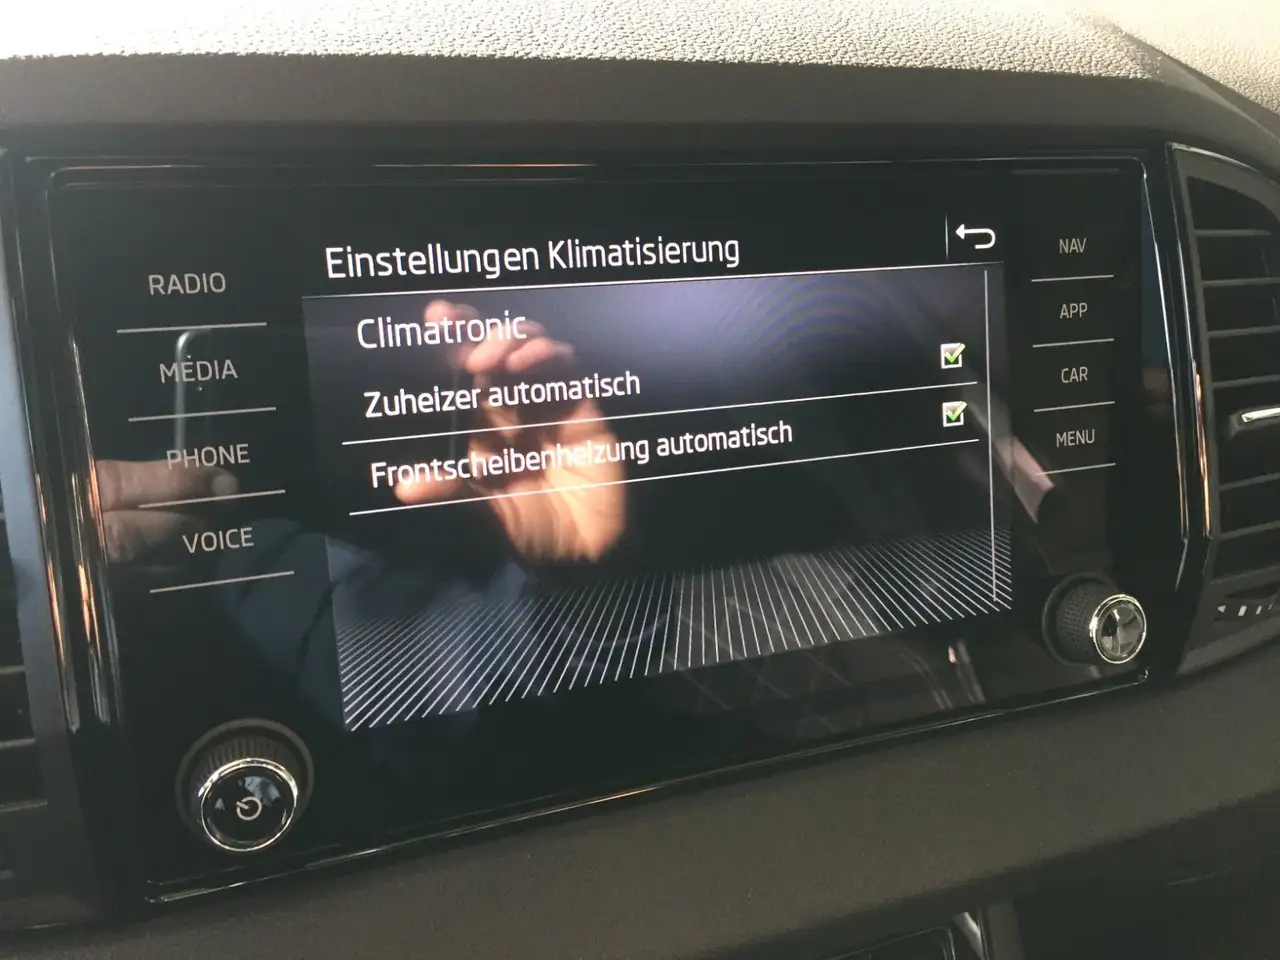 Einstellungen Klimatisierung
Climatronic
Zuheizer automatisch
Frontscheibenheizung automatisch
RADIO
MEDIA
PHONE
VOICE
NAV
APP
CAR
MENU